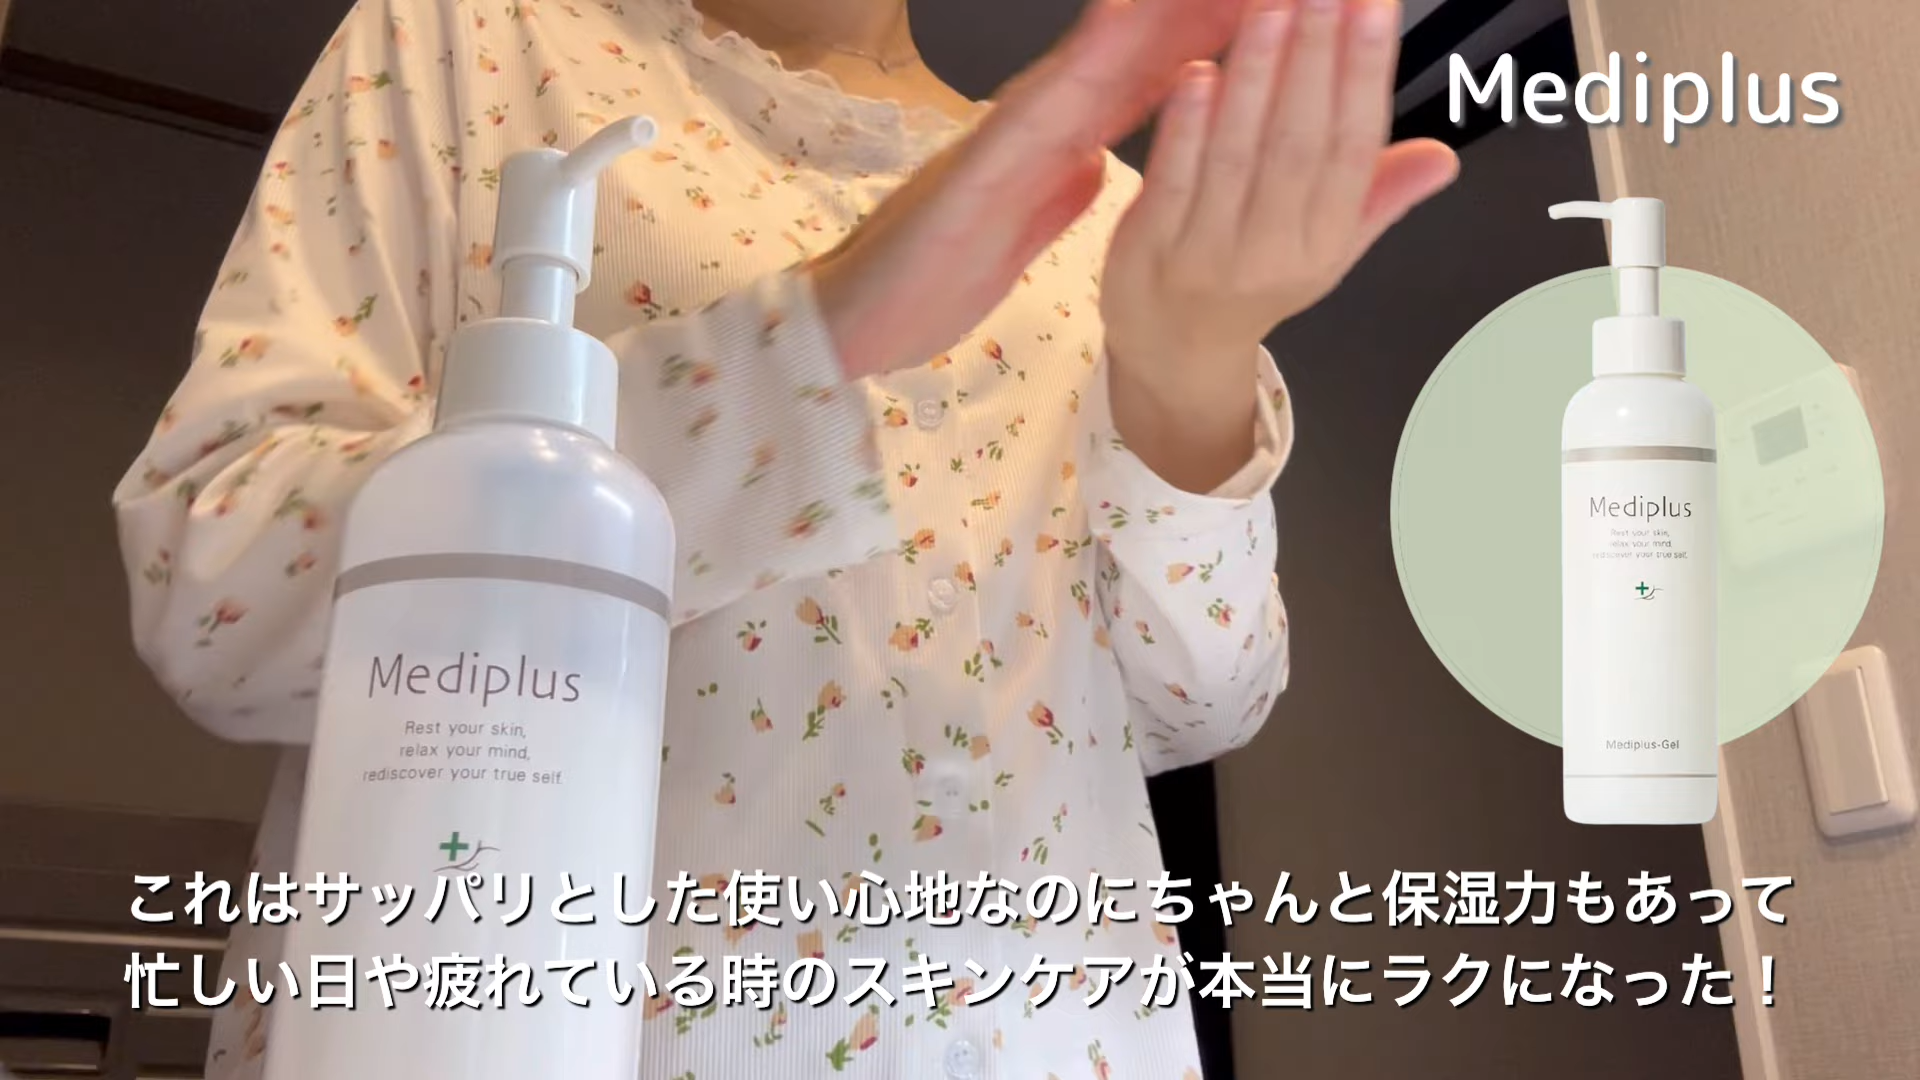 Mediplus
Mediplus
Rest your skin,
relax your mind,
rediscover your true self.
Mediplus
Rest your skin,
relax your mind,
rediscover your true self.
Mediplus-Gel
これはサッパリとした使い心地なのにちゃんと保湿力もあって
忙しい日や疲れている時のスキンケアが本当にラクになった！